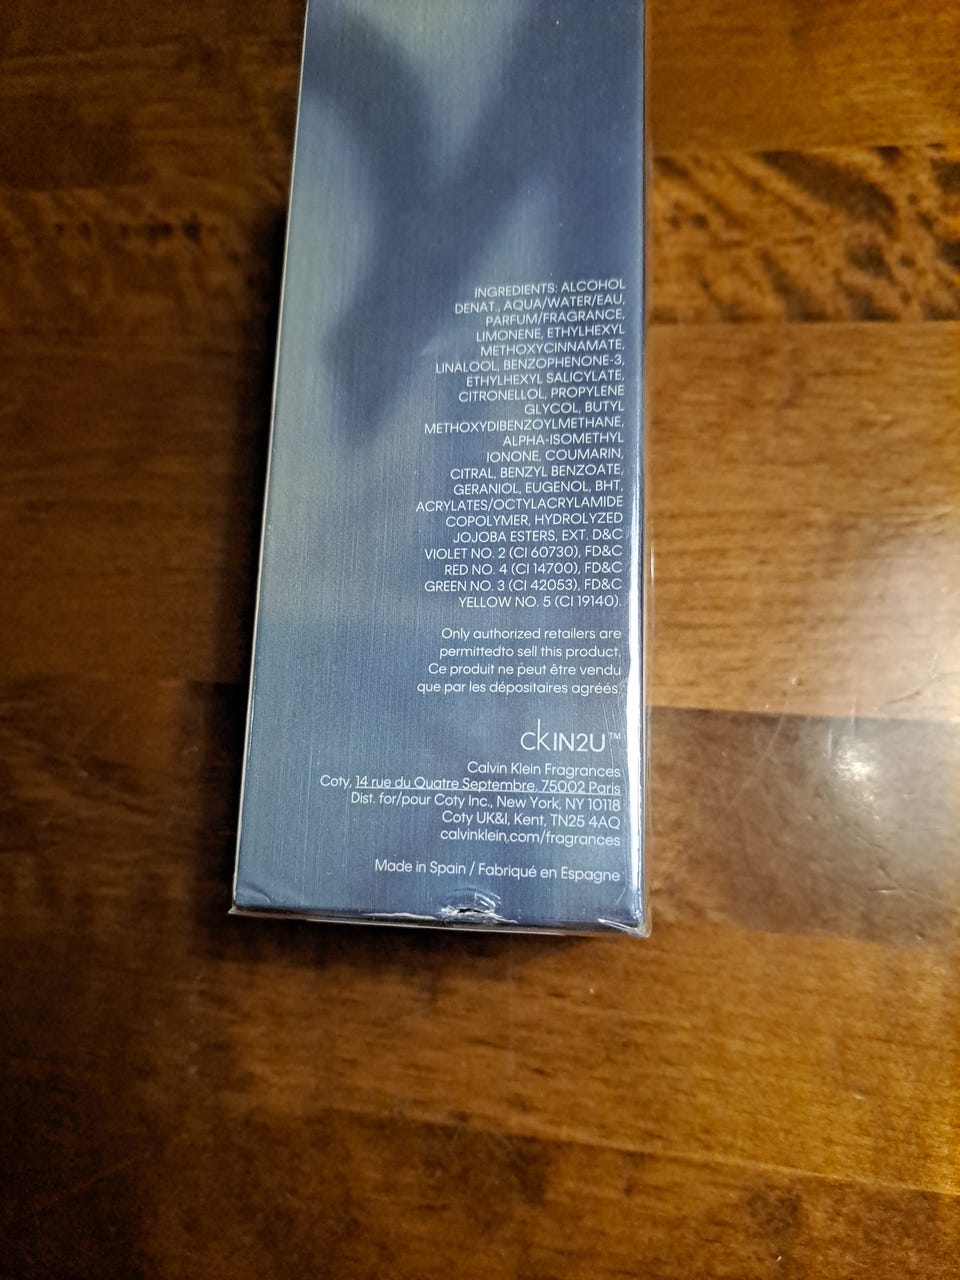 INGREDIENTS: ALCOHOL
DENAT., AQUA/WATER/EAU,
PARFUM/FRAGRANCE,
LIMONENE, ETHYLHEXYL
METHOXYCINNAMATE,
LINALOOL, BENZOPHENONE-3,
ETHYLHEXYL SALICYLATE,
CITRONELLOL, PROPYLENE
GLYCOL, BUTYL
METHOXYDIBENZOYLMETHANE,
ALPHA-ISOMETHYL
IONONE, COUMARIN,
CITRAL, BENZYL BENZOATE,
GERANIOL, EUGENOL, BHT,
ACRYLATES/OCTYLACRYLAMIDE
COPOLYMER, HYDROLYZED
JOJOBA ESTERS, EXT. D&C
VIOLET NO. 2 (CI 60730), FD&C
RED NO. 4 (CI 14700), FD&C
GREEN NO. 3 (CI 42053), FD&C
YELLOW NO. 5 (CI 19140).
Only authorized retailers are
permittedto sell this product.
Ce produit ne peut être vendu
que par les dépositaires agréés.
ckIN2U™
Calvin Klein Fragrances
Coty, 14 rue du Quatre Septembre, 75002 Paris
Dist. for/pour Coty Inc., New York, NY 10118
Coty UK&I, Kent, TN25 4AQ
calvinklein.com/fragrances
Made in Spain / Fabriqué en Espagne